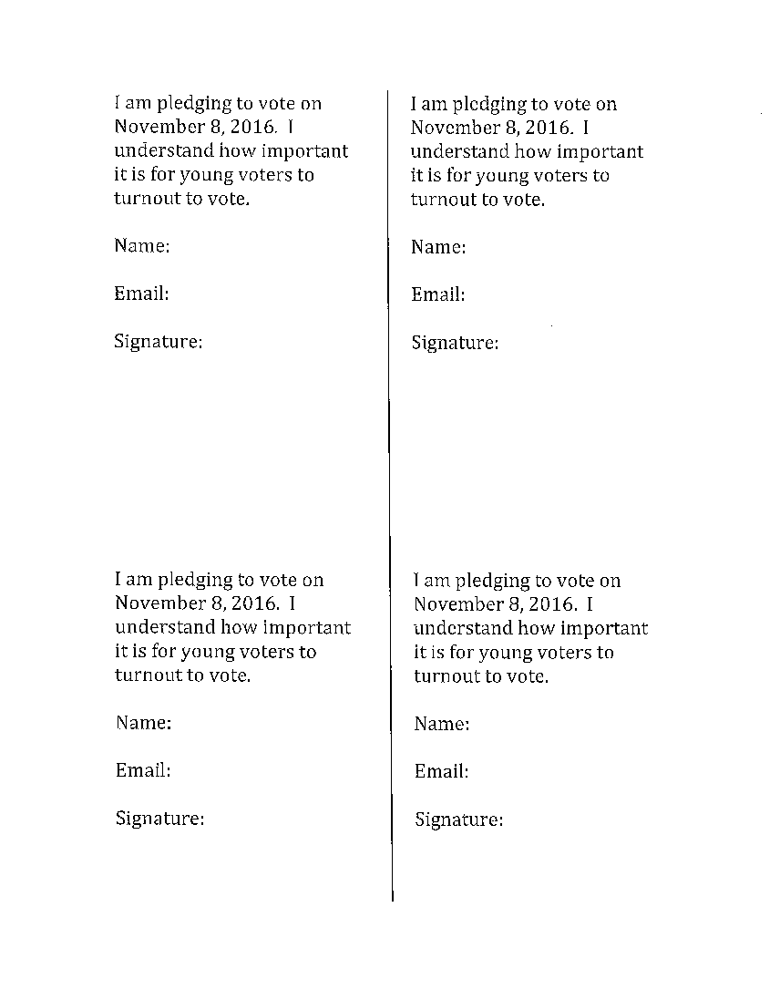 I am pledging to vote on
November 8, 2016.  I
understand how important
it is for young voters to
turnout to vote.
Name:
Email:
Signature:
I am pledging to vote on
November 8, 2016.  I
understand how important
it is for young voters to
turnout to vote.
Name:
Email:
Signature:
I am pledging to vote on
November 8, 2016.  I
understand how important
it is for young voters to
turnout to vote.
Name:
Email:
Signature:
I am pledging to vote on
November 8, 2016.  I
understand how important
it is for young voters to
turnout to vote.
Name:
Email:
Signature: